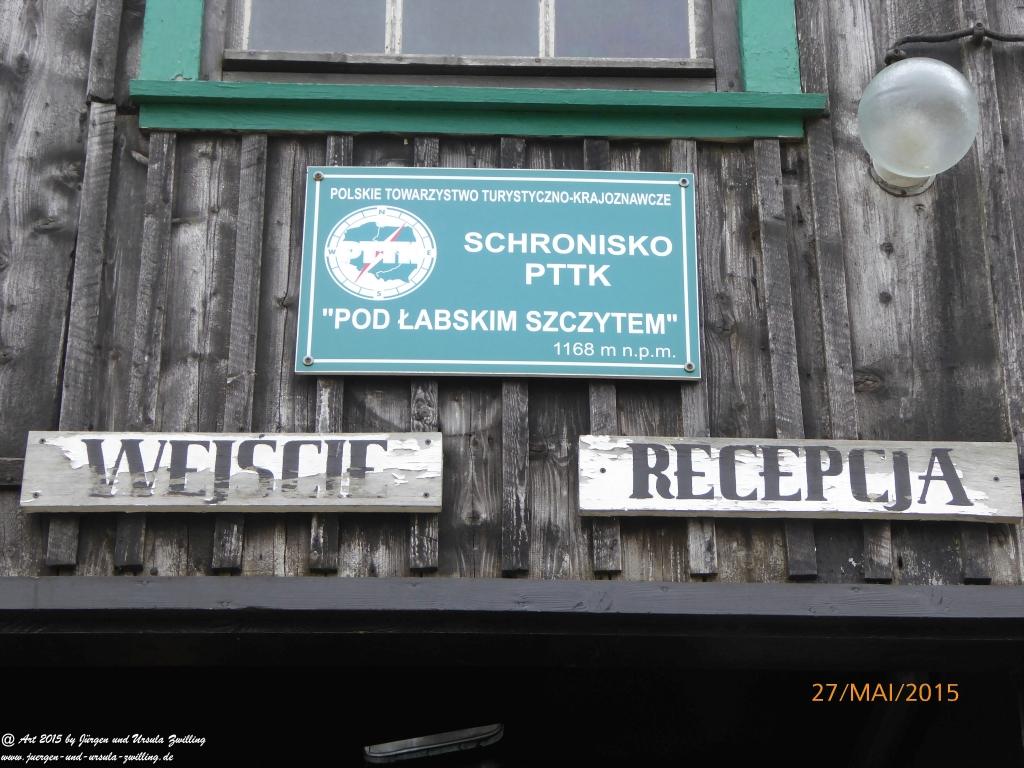 POLSKIE TOWARZYSTWO TURYSTYCZNO-KRAJOZNAWCZE
N
W PTTK E
S
SCHRONISKO
PTTK
"POD ŁABSKIM SZCZYTEM"
1168 m n.p.m.
WEJSCIE
RECEPCJA
27/MAI/2015
@ Art 2015 by Jürgen und Ursula Zwilling
www.juergen-und-ursula-zwilling.de